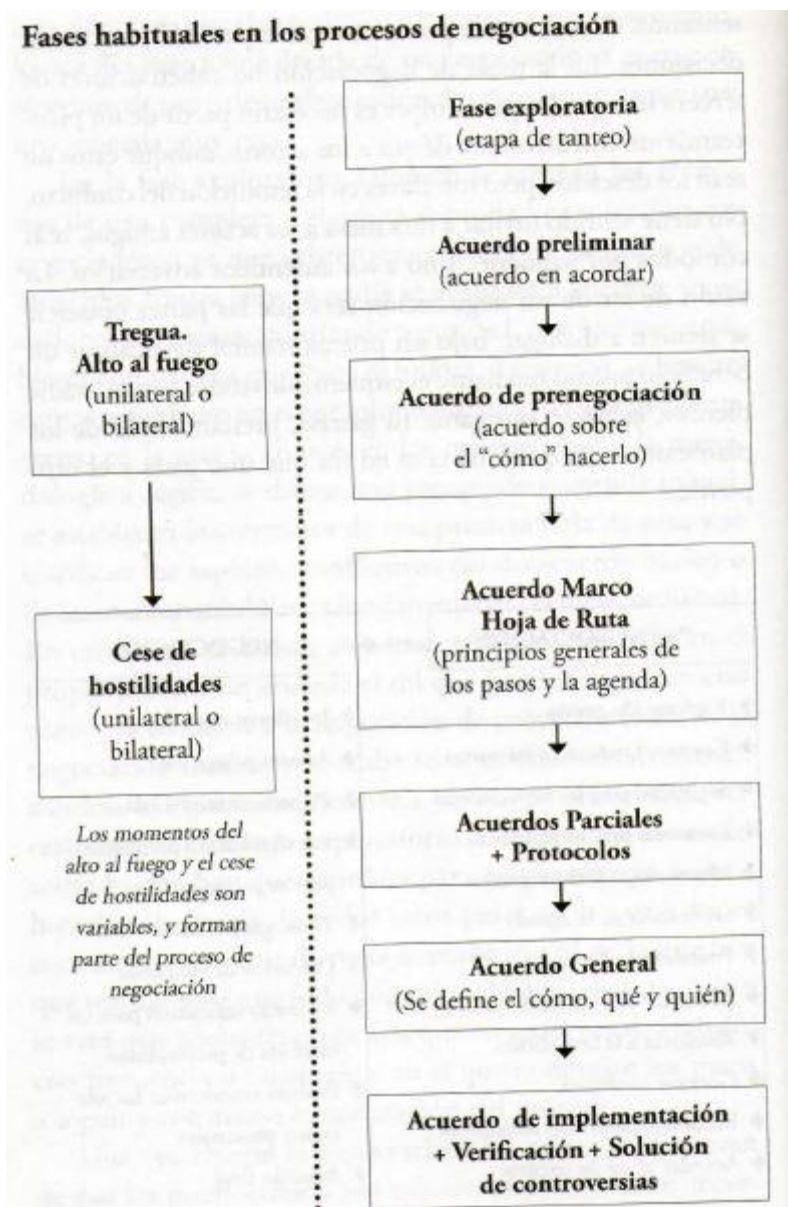 Fases habituales en los procesos de negociación
Tregua.
Alto al fuego
(unilateral o
bilateral)
Cese de
hostilidades
(unilateral o
bilateral)
Los momentos del
alto al fuego y el cese
de hostilidades son
variables, y forman
parte del proceso de
negociación
Fase exploratoria
(etapa de tanteo)
Acuerdo preliminar
(acuerdo en acordar)
Acuerdo de prenegociación
(acuerdo sobre
el "cómo" hacerlo)
Acuerdo Marco
Hoja de Ruta
(principios generales de
los pasos y la agenda)
Acuerdos Parciales
+ Protocolos
Acuerdo General
(Se define el cómo, qué y quién)
Acuerdo de implementación
+ Verificación + Solución
de controversias